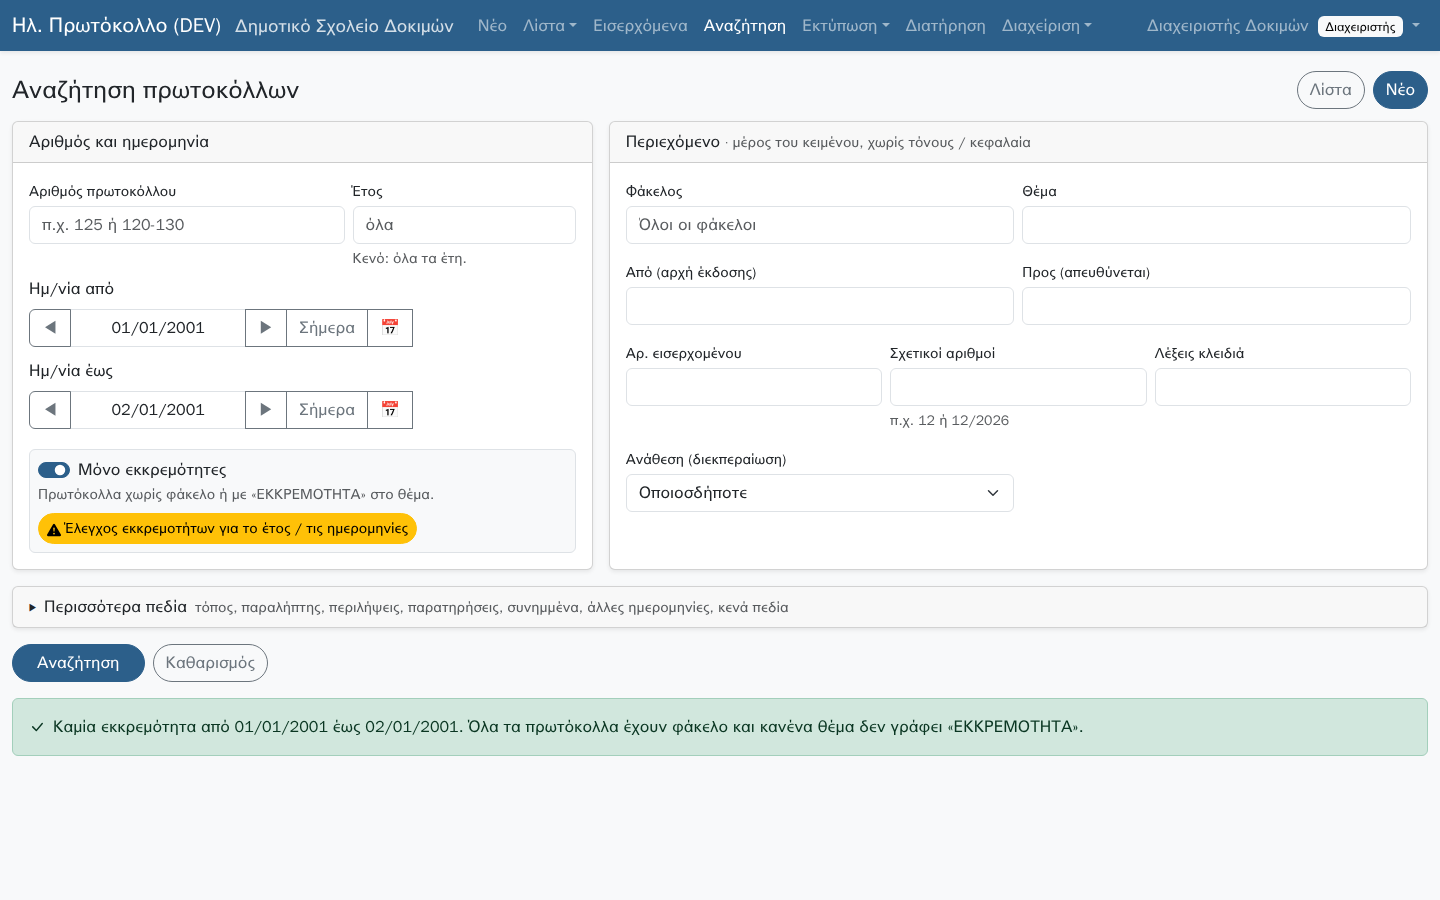 Ηλ. Πρωτόκολλο (DEV) Δημοτικό Σχολείο Δοκιμών Νέο Λίστα Εισερχόμενα Αναζήτηση Εκτύπωση Διατήρηση Διαχείριση Διαχειριστής Δοκιμών Διαχειριστής
Αναζήτηση πρωτοκόλλων
Λίστα Νέο
Αριθμός και ημερομηνία
Αριθμός πρωτοκόλλου Έτος
π.χ. 125 ή 120-130 όλα
Κενό: όλα τα έτη.
Ημ/νία από
◀ 01/01/2001 ▶ Σήμερα
Ημ/νία έως
◀ 02/01/2001 ▶ Σήμερα
Μόνο εκκρεμότητες
Πρωτόκολλα χωρίς φάκελο ή με «ΕΚΚΡΕΜΟΤΗΤΑ» στο θέμα.
Έλεγχος εκκρεμοτήτων για το έτος / τις ημερομηνίες
Περιεχόμενο · μέρος του κειμένου, χωρίς τόνους / κεφαλαία
Φάκελος Θέμα
Όλοι οι φάκελοι
Από (αρχή έκδοσης) Προς (απευθύνεται)
Αρ. εισερχομένου Σχετικοί αριθμοί Λέξεις κλειδιά
π.χ. 12 ή 12/2026
Ανάθεση (διεκπεραίωση)
Οποιοσδήποτε
▸ Περισσότερα πεδία τόπος, παραλήπτης, περιλήψεις, παρατηρήσεις, συνημμένα, άλλες ημερομηνίες, κενά πεδία
Αναζήτηση Καθαρισμός
✓ Καμία εκκρεμότητα από 01/01/2001 έως 02/01/2001. Όλα τα πρωτόκολλα έχουν φάκελο και κανένα θέμα δεν γράφει «ΕΚΚΡΕΜΟΤΗΤΑ».